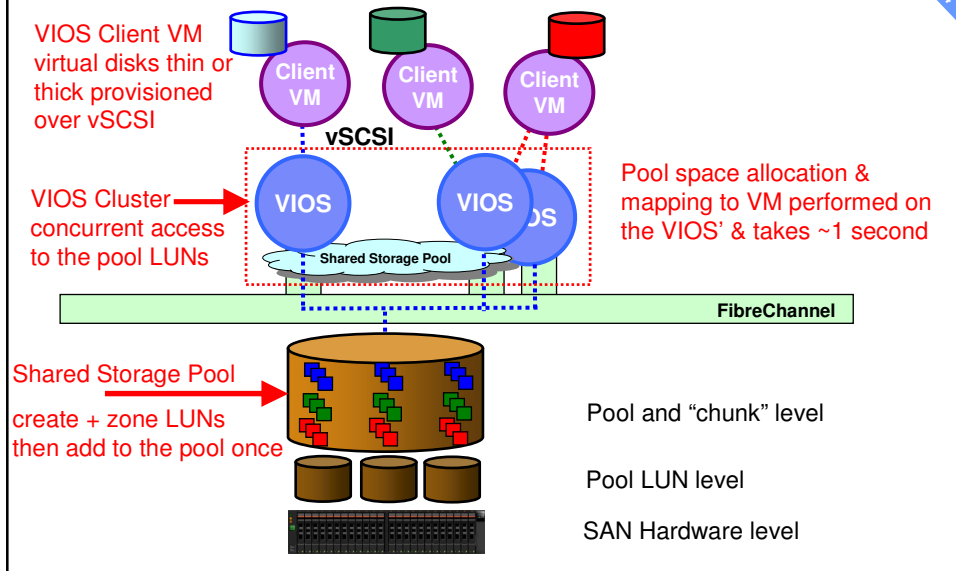 VIOS Client VM
virtual disks thin or
thick provisioned
over vSCSI
Client
VM
Client
VM
Client
VM
vSCSI
VIOS Cluster
concurrent access
to the pool LUNs
VIOS
VIOS
OS
Shared Storage Pool
Pool space allocation &
mapping to VM performed on
the VIOS' & takes ~1 second
FibreChannel
Shared Storage Pool
create + zone LUNs
then add to the pool once
Pool and “chunk” level
Pool LUN level
SAN Hardware level